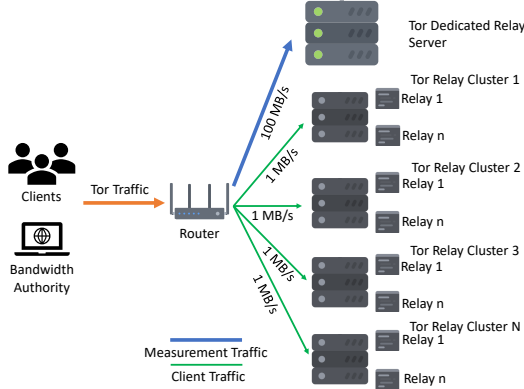 Tor Dedicated Relay
Server
100 MB/s
Tor Relay Cluster 1
Relay 1
Relay n
1 MB/s
Tor Relay Cluster 2
Relay 1
Relay n
1 MB/s
Clients
Tor Traffic
Router
Bandwidth
Authority
Tor Relay Cluster 3
Relay 1
Relay n
1 MB/s
Tor Relay Cluster N
Relay 1
Relay n
1 MB/s
Measurement Traffic
Client Traffic